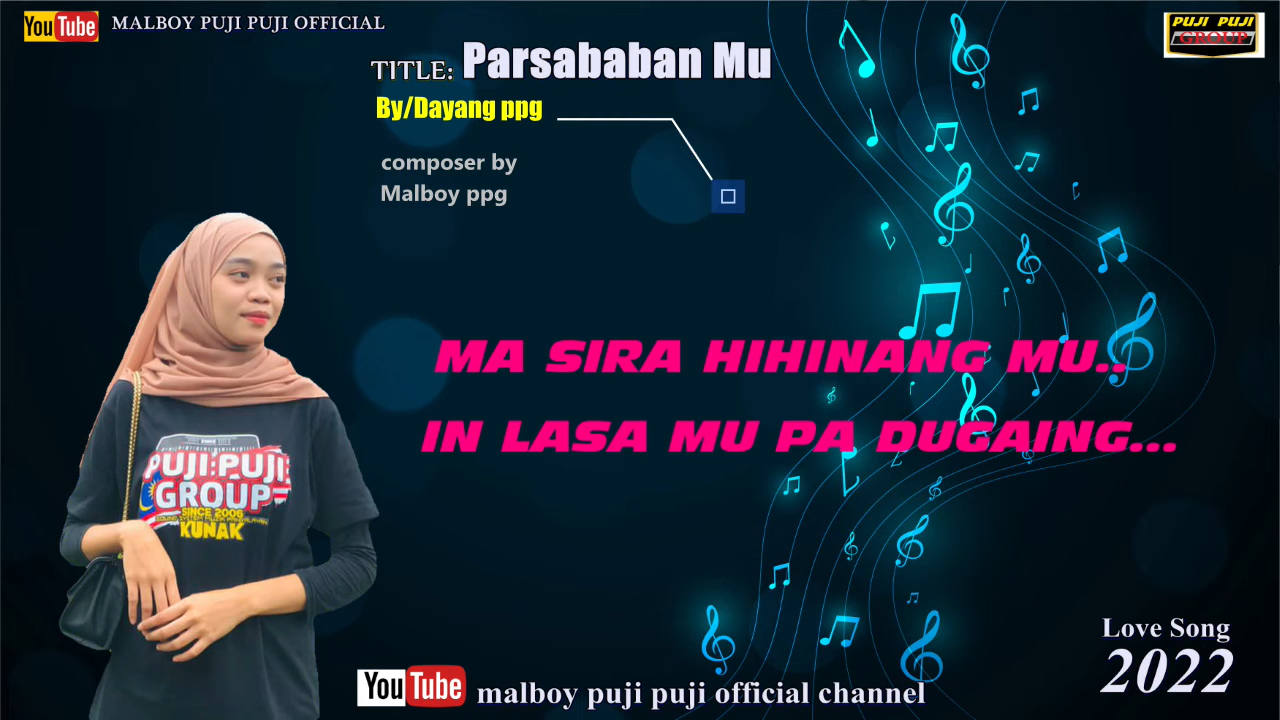 YouTube MALBOY PUJI PUJI OFFICIAL
PUJI PUJI
GROUP
TITLE: Parsababan Mu
By/Dayang ppg
composer by
Malboy ppg
MA SIRA HIHINANG MU..
IN LASA MU PA DUGAING...
PUJI PUJI
GROUP
SINCE 2006
KUNAK
Love Song
2022
YouTube malboy puji puji official channel